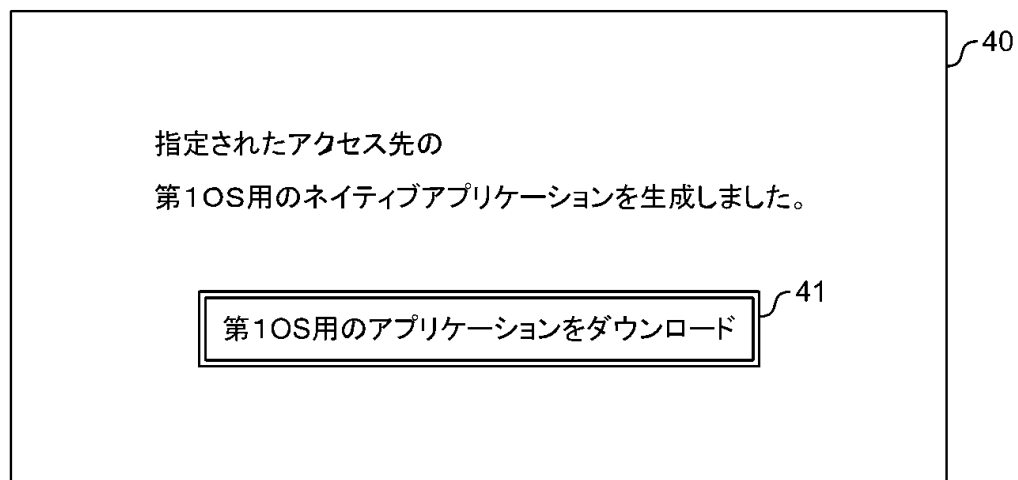 40
指定されたアクセス先の
第１ＯＳ用のネイティブアプリケーションを生成しました。
41
第１ＯＳ用のアプリケーションをダウンロード